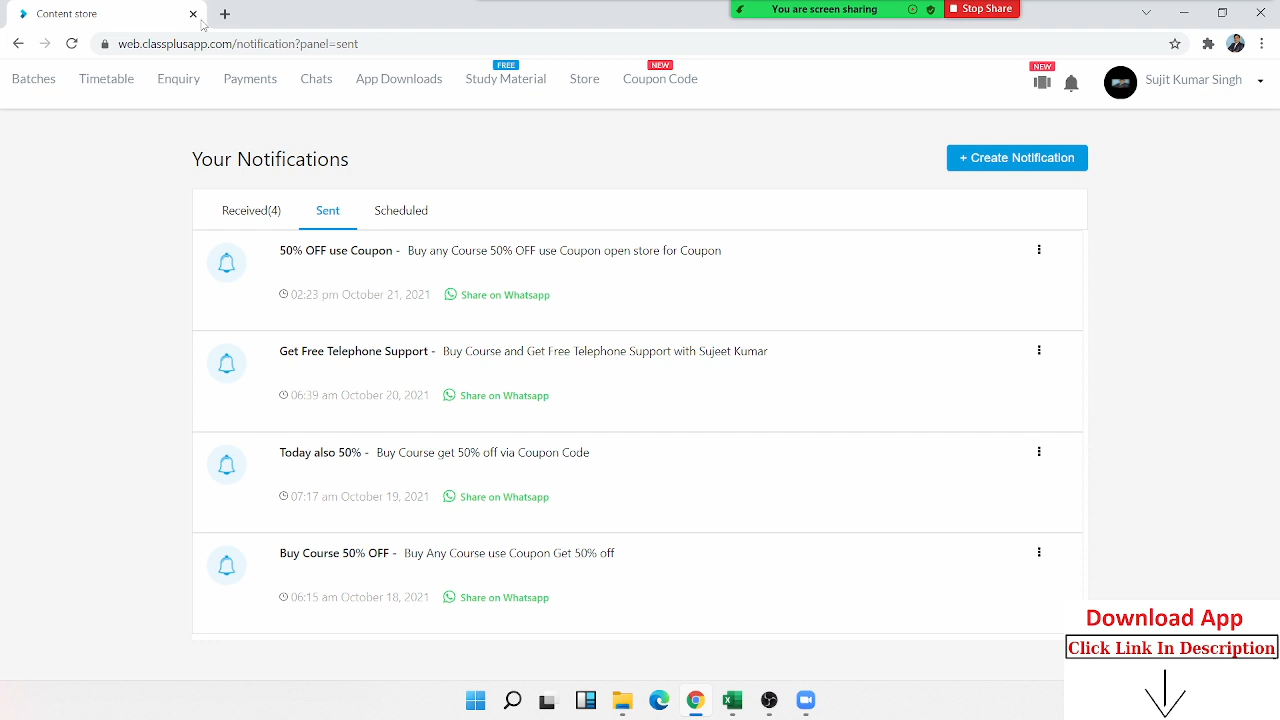 Content store
You are screen sharing
Stop Share
web.classplusapp.com/notification?panel=sent
FREE
NEW
NEW
Batches Timetable Enquiry Payments Chats App Downloads Study Material Store Coupon Code
Sujit Kumar Singh
Your Notifications
+ Create Notification
Received(4) Sent Scheduled
50% OFF use Coupon - Buy any Course 50% OFF use Coupon open store for Coupon
02:23 pm October 21, 2021 Share on Whatsapp
Get Free Telephone Support - Buy Course and Get Free Telephone Support with Sujeet Kumar
06:39 am October 20, 2021 Share on Whatsapp
Today also 50% - Buy Course get 50% off via Coupon Code
07:17 am October 19, 2021 Share on Whatsapp
Buy Course 50% OFF - Buy Any Course use Coupon Get 50% off
06:15 am October 18, 2021 Share on Whatsapp
Download App
Click Link In Description